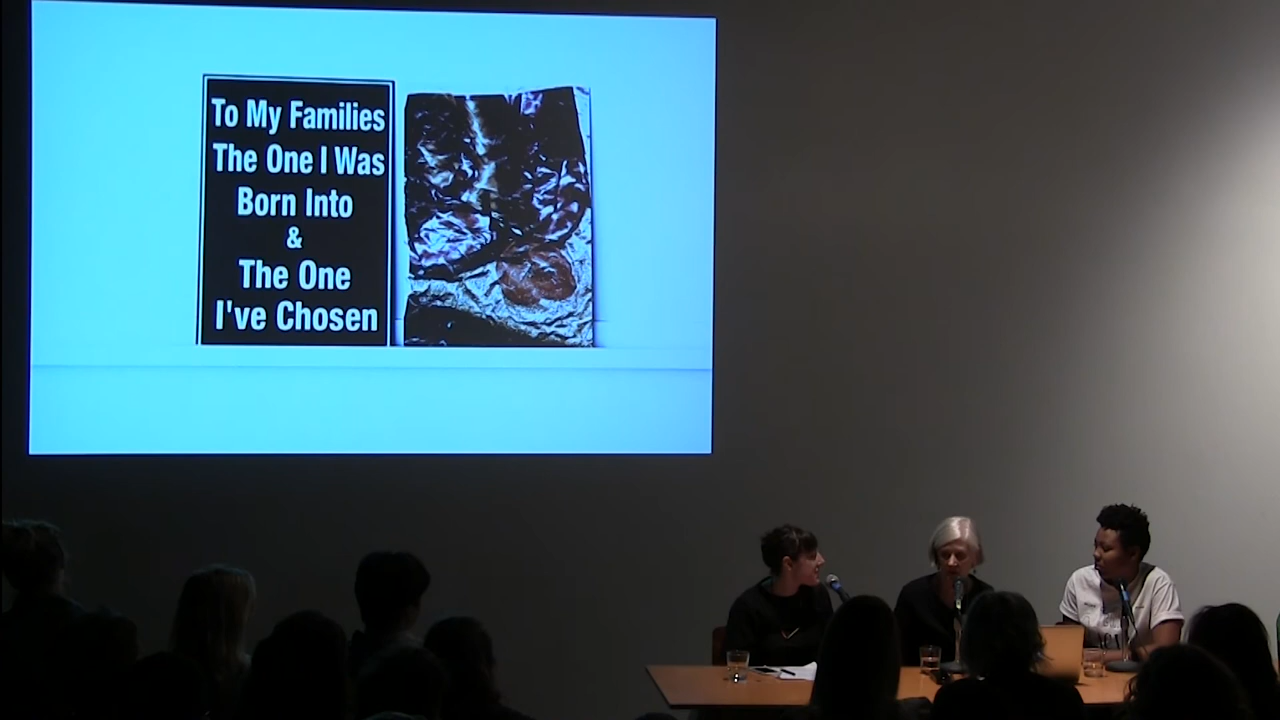 To My Families
The One I Was
Born Into
&
The One
I've Chosen